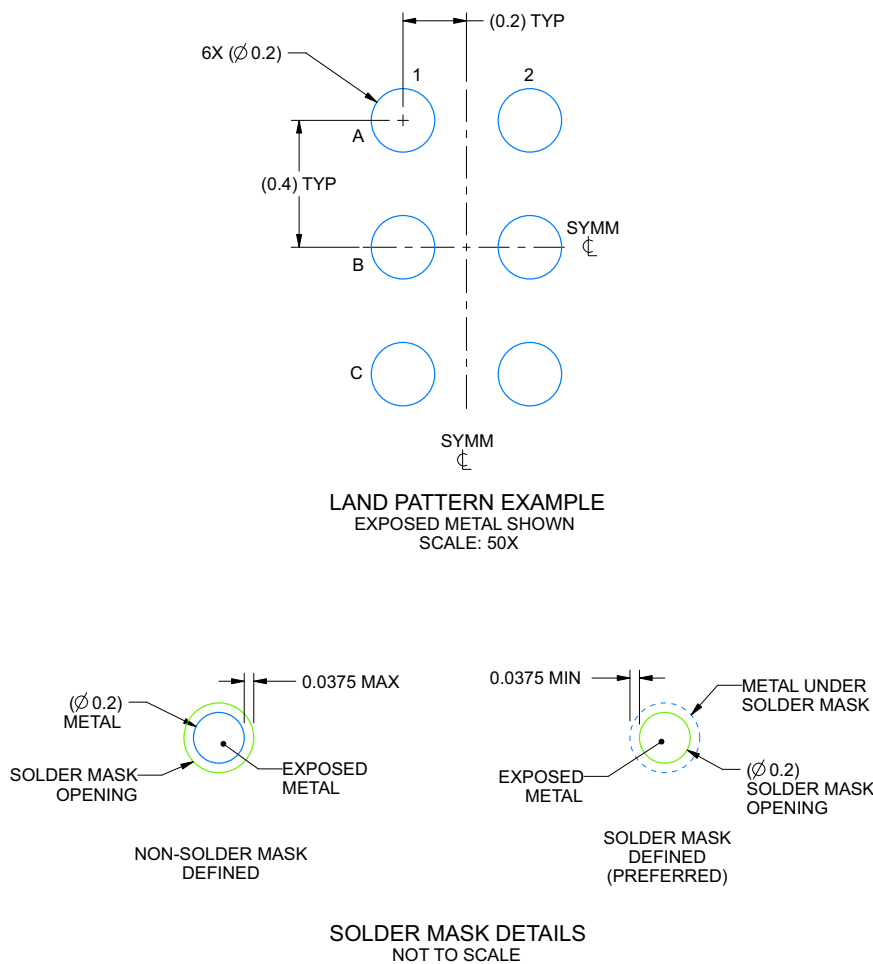 (0.2) TYP
6X (∅ 0.2)
1
2
A
(0.4) TYP
SYMM
℄
B
C
SYMM
℄
LAND PATTERN EXAMPLE
EXPOSED METAL SHOWN
SCALE: 50X
0.0375 MAX
(∅ 0.2)
METAL
SOLDER MASK
OPENING
EXPOSED
METAL
NON-SOLDER MASK
DEFINED
0.0375 MIN
METAL UNDER
SOLDER MASK
EXPOSED
METAL
(∅ 0.2)
SOLDER MASK
OPENING
SOLDER MASK
DEFINED
(PREFERRED)
SOLDER MASK DETAILS
NOT TO SCALE